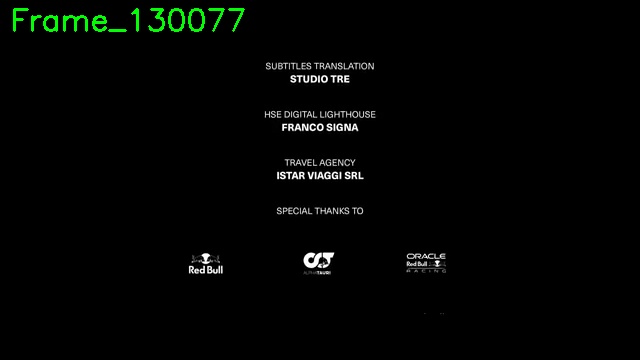 Frame_130077
SUBTITLES TRANSLATION
STUDIO TRE
HSE DIGITAL LIGHTHOUSE
FRANCO SIGNA
TRAVEL AGENCY
ISTAR VIAGGI SRL
SPECIAL THANKS TO
Red Bull
ALPHATAURI
ORACLE
Red Bull
RACING